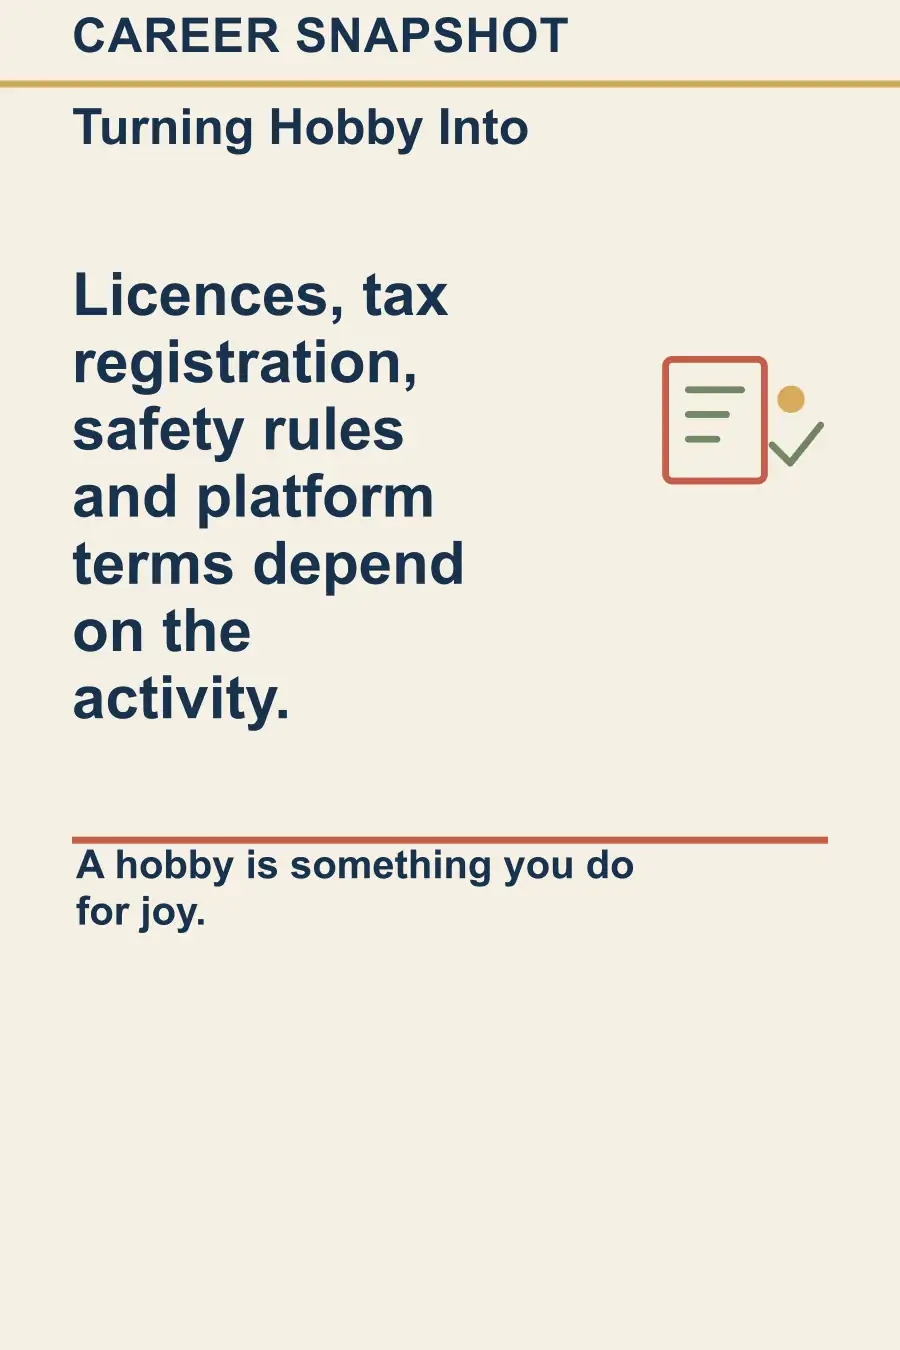 CAREER SNAPSHOT
Turning Hobby Into
Licences, tax
registration,
safety rules
and platform
terms depend
on the
activity.
A hobby is something you do
for joy.